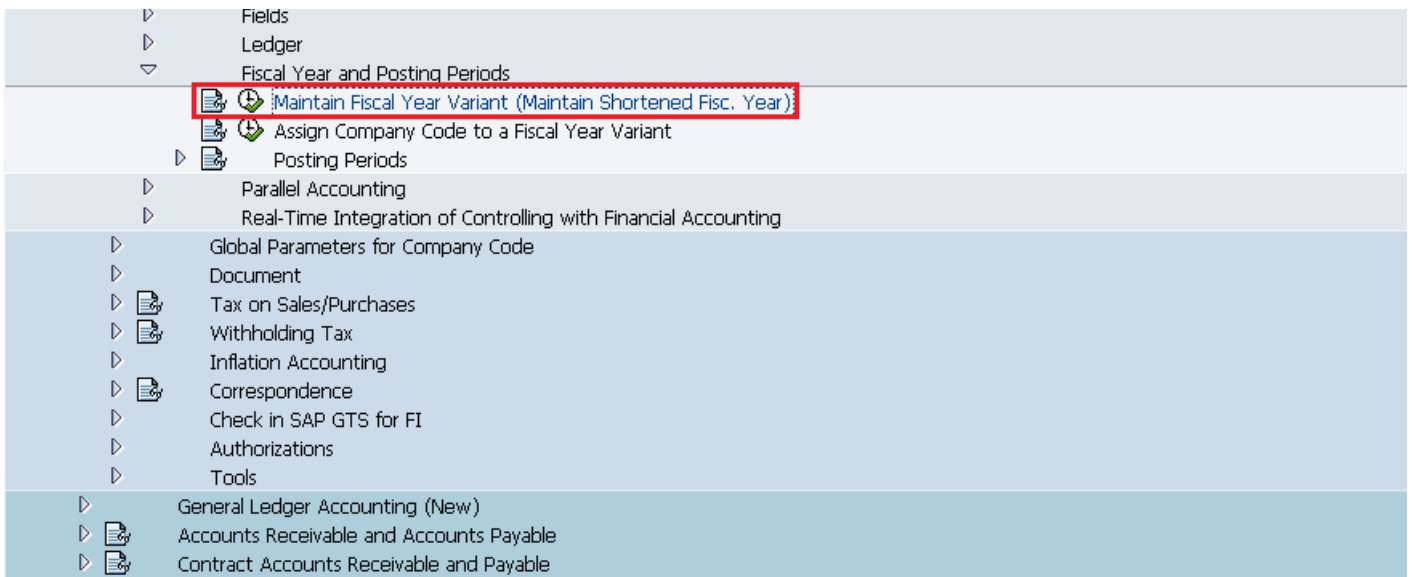 Fields
Ledger
Fiscal Year and Posting Periods
Maintain Fiscal Year Variant (Maintain Shortened Fisc. Year)
Assign Company Code to a Fiscal Year Variant
Posting Periods
Parallel Accounting
Real-Time Integration of Controlling with Financial Accounting
Global Parameters for Company Code
Document
Tax on Sales/Purchases
Withholding Tax
Inflation Accounting
Correspondence
Check in SAP GTS for FI
Authorizations
Tools
General Ledger Accounting (New)
Accounts Receivable and Accounts Payable
Contract Accounts Receivable and Payable